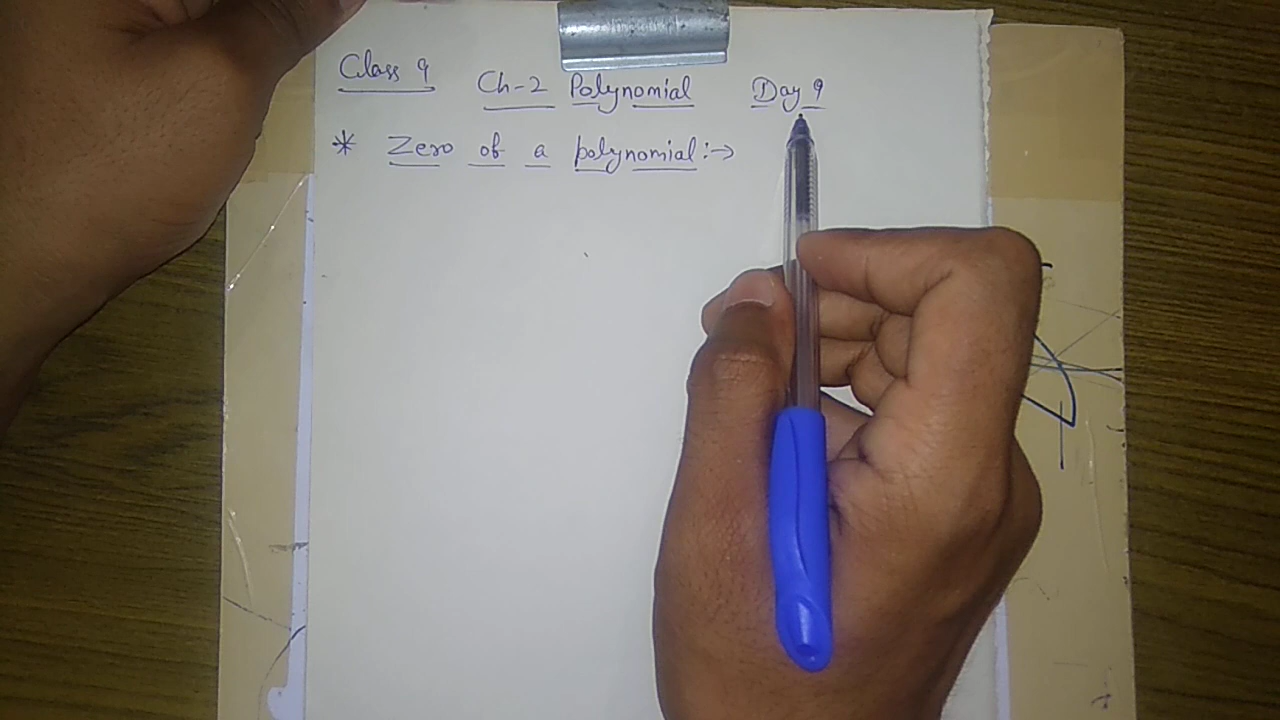 Class 9 Ch-2 Polynomial Day 9
* Zero of a polynomial:→